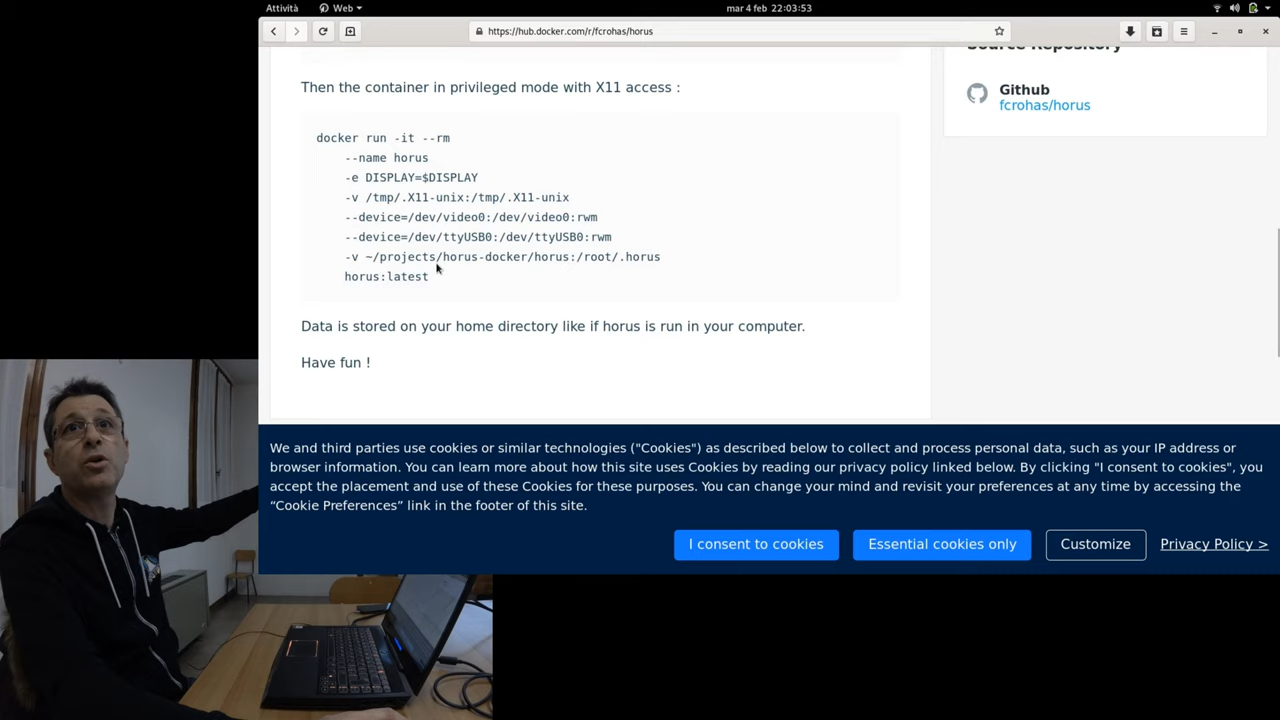 Attività
Web
mar 4 feb 22:03:53
https://hub.docker.com/r/fcrohas/horus
Then the container in privileged mode with X11 access :
docker run -it --rm
--name horus
-e DISPLAY=$DISPLAY
-v /tmp/.X11-unix:/tmp/.X11-unix
--device=/dev/video0:/dev/video0:rwm
--device=/dev/ttyUSB0:/dev/ttyUSB0:rwm
-v ~/projects/horus-docker/horus:/root/.horus
horus:latest
Data is stored on your home directory like if horus is run in your computer.
Have fun !
Source Repository
Github
fcrohas/horus
We and third parties use cookies or similar technologies ("Cookies") as described below to collect and process personal data, such as your IP address or
browser information. You can learn more about how this site uses Cookies by reading our privacy policy linked below. By clicking "I consent to cookies", you
accept the placement and use of these Cookies for these purposes. You can change your mind and revisit your preferences at any time by accessing the
“Cookie Preferences” link in the footer of this site.
I consent to cookies
Essential cookies only
Customize
Privacy Policy >